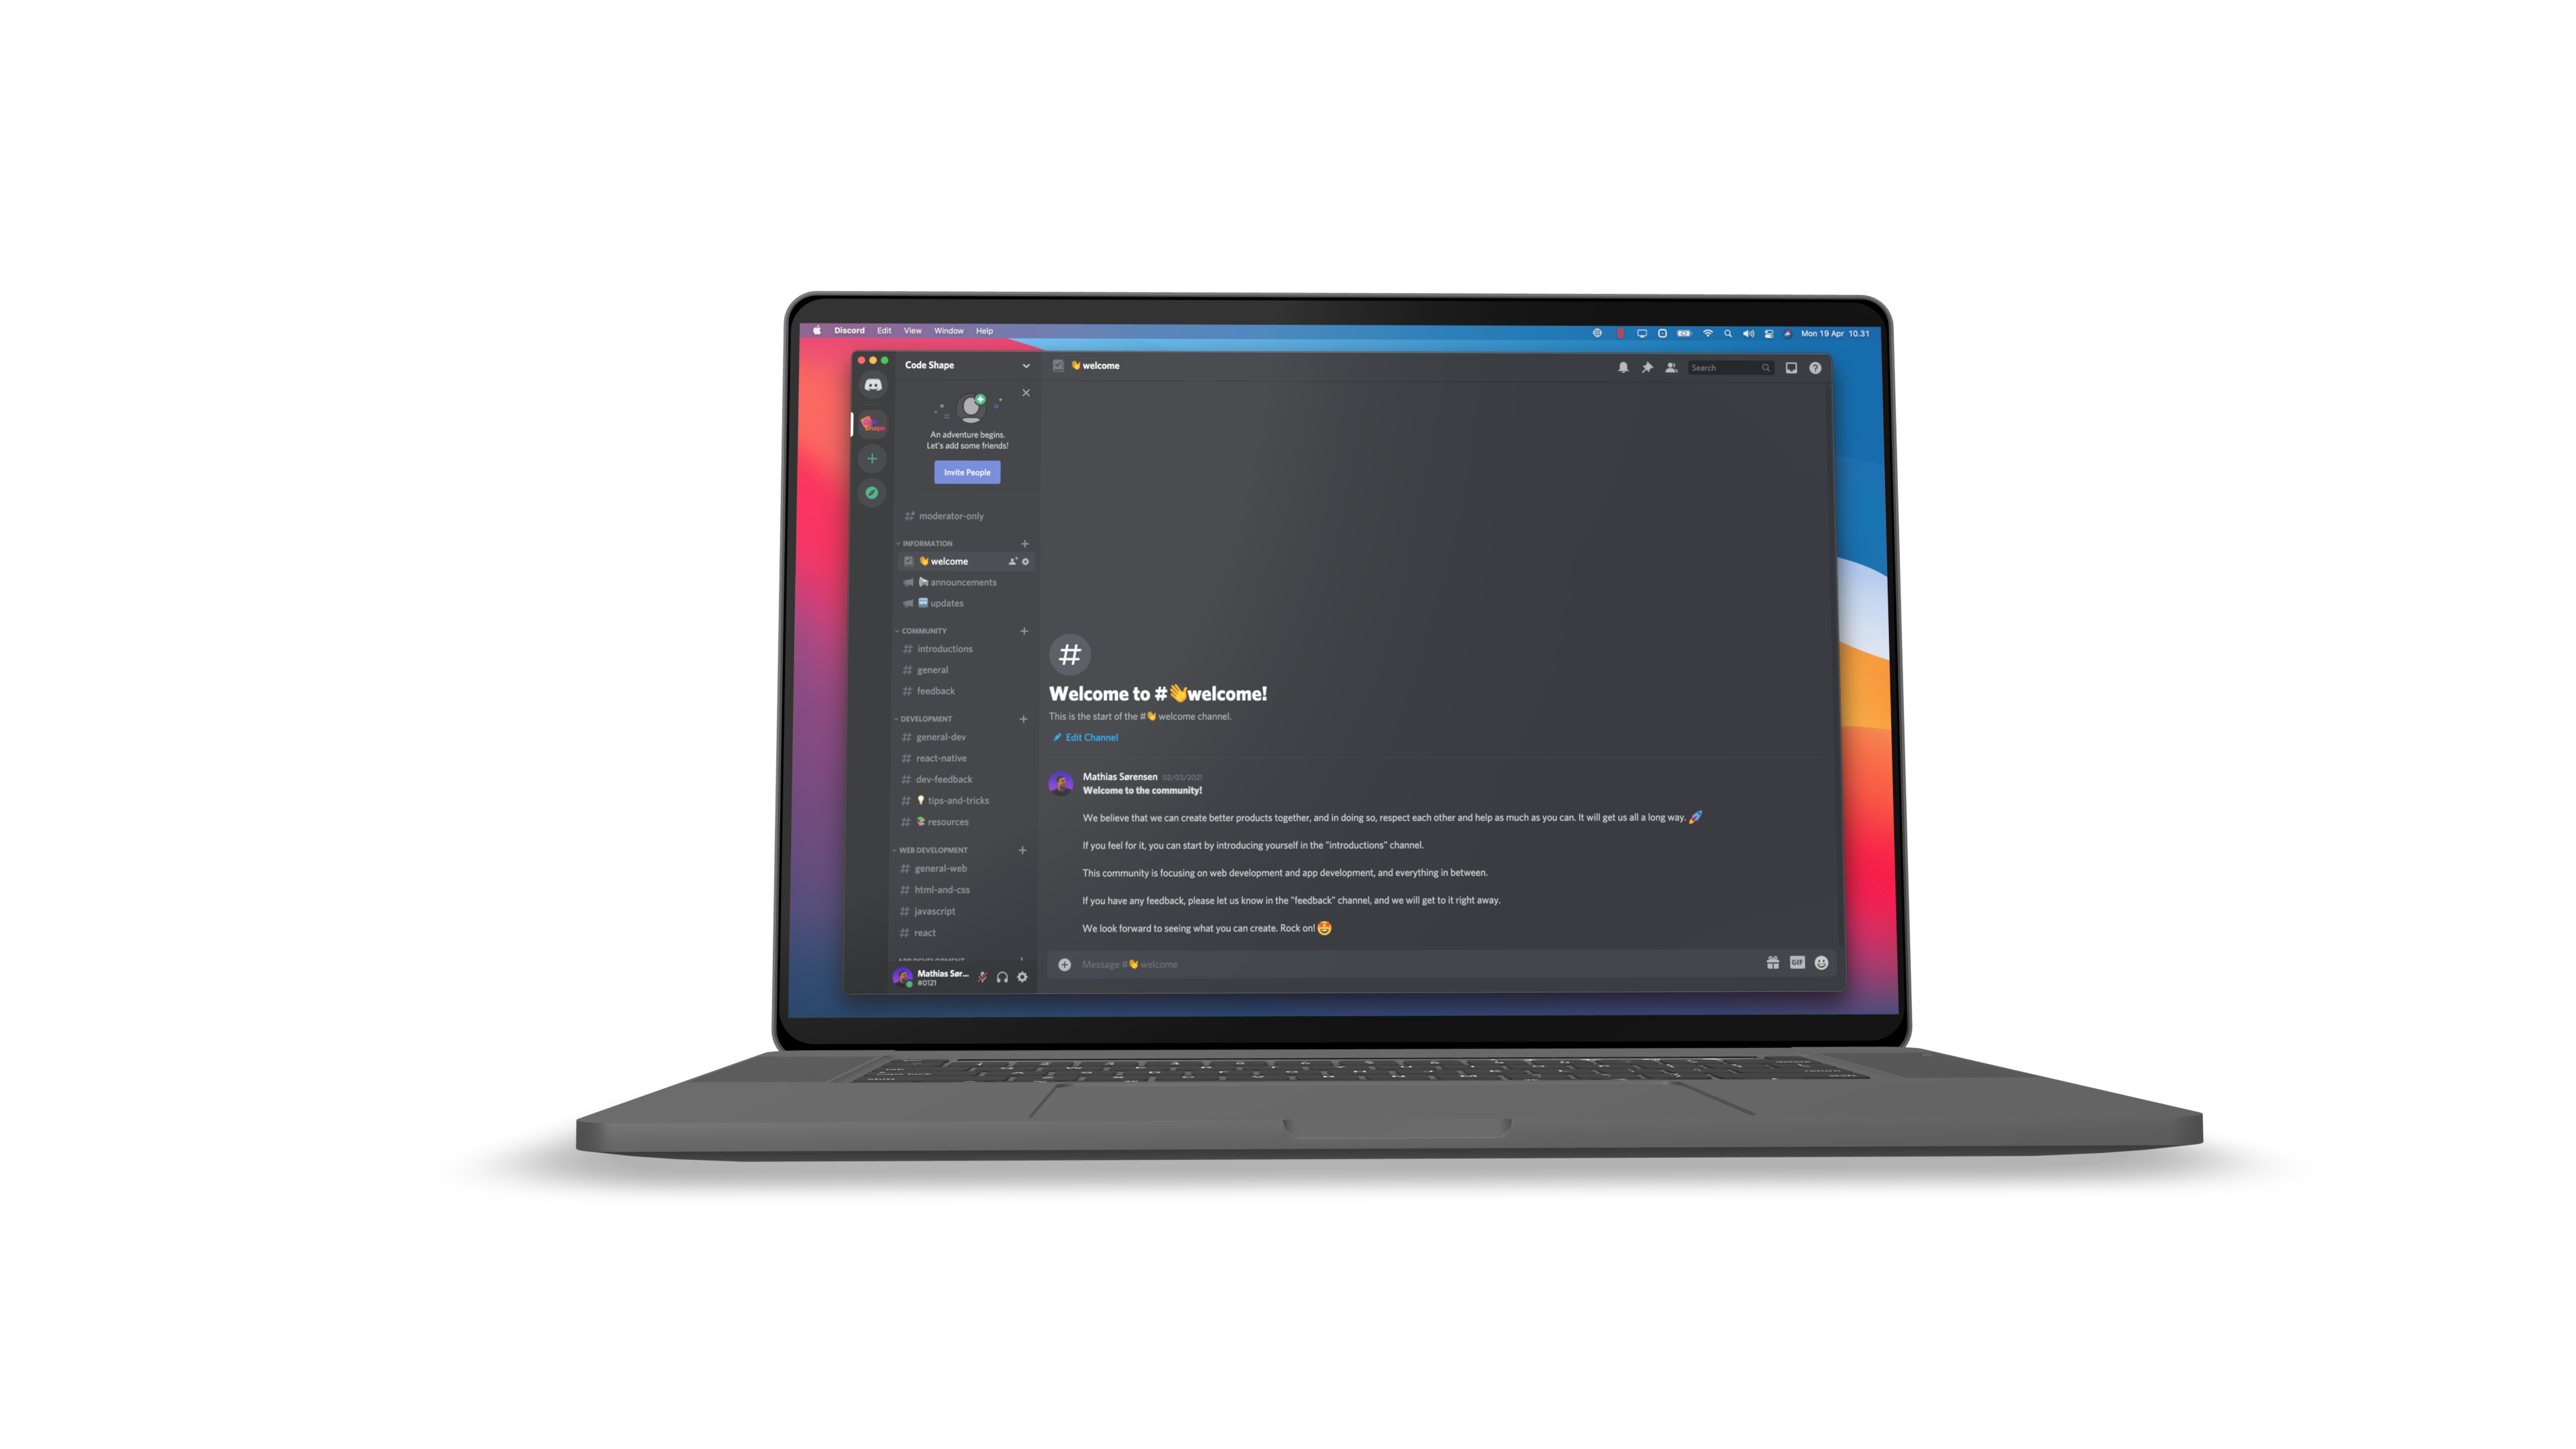 Discord Edit View Window Help
Mon 19 Apr 10.31
Code Shape
An adventure begins.
Let's add some friends!
Invite People
# moderator-only
INFORMATION
👋 welcome
announcements
updates
COMMUNITY
# introductions
# general
# feedback
DEVELOPMENT
# general-dev
# react-native
# dev-feedback
# 💡 tips-and-tricks
# resources
WEB DEVELOPMENT
# general-web
# html-and-css
# javascript
# react
APP DEVELOPMENT
Mathias Sør...
#0121
👋 welcome
Search
#
Welcome to #👋welcome!
This is the start of the #👋 welcome channel.
Edit Channel
Mathias Sørensen 02/03/2021
Welcome to the community!
We believe that we can create better products together, and in doing so, respect each other and help as much as you can. It will get us all a long way. 🚀
If you feel for it, you can start by introducing yourself in the "introductions" channel.
This community is focusing on web development and app development, and everything in between.
If you have any feedback, please let us know in the "feedback" channel, and we will get to it right away.
We look forward to seeing what you can create. Rock on! 🤩
Message #👋 welcome
GIF